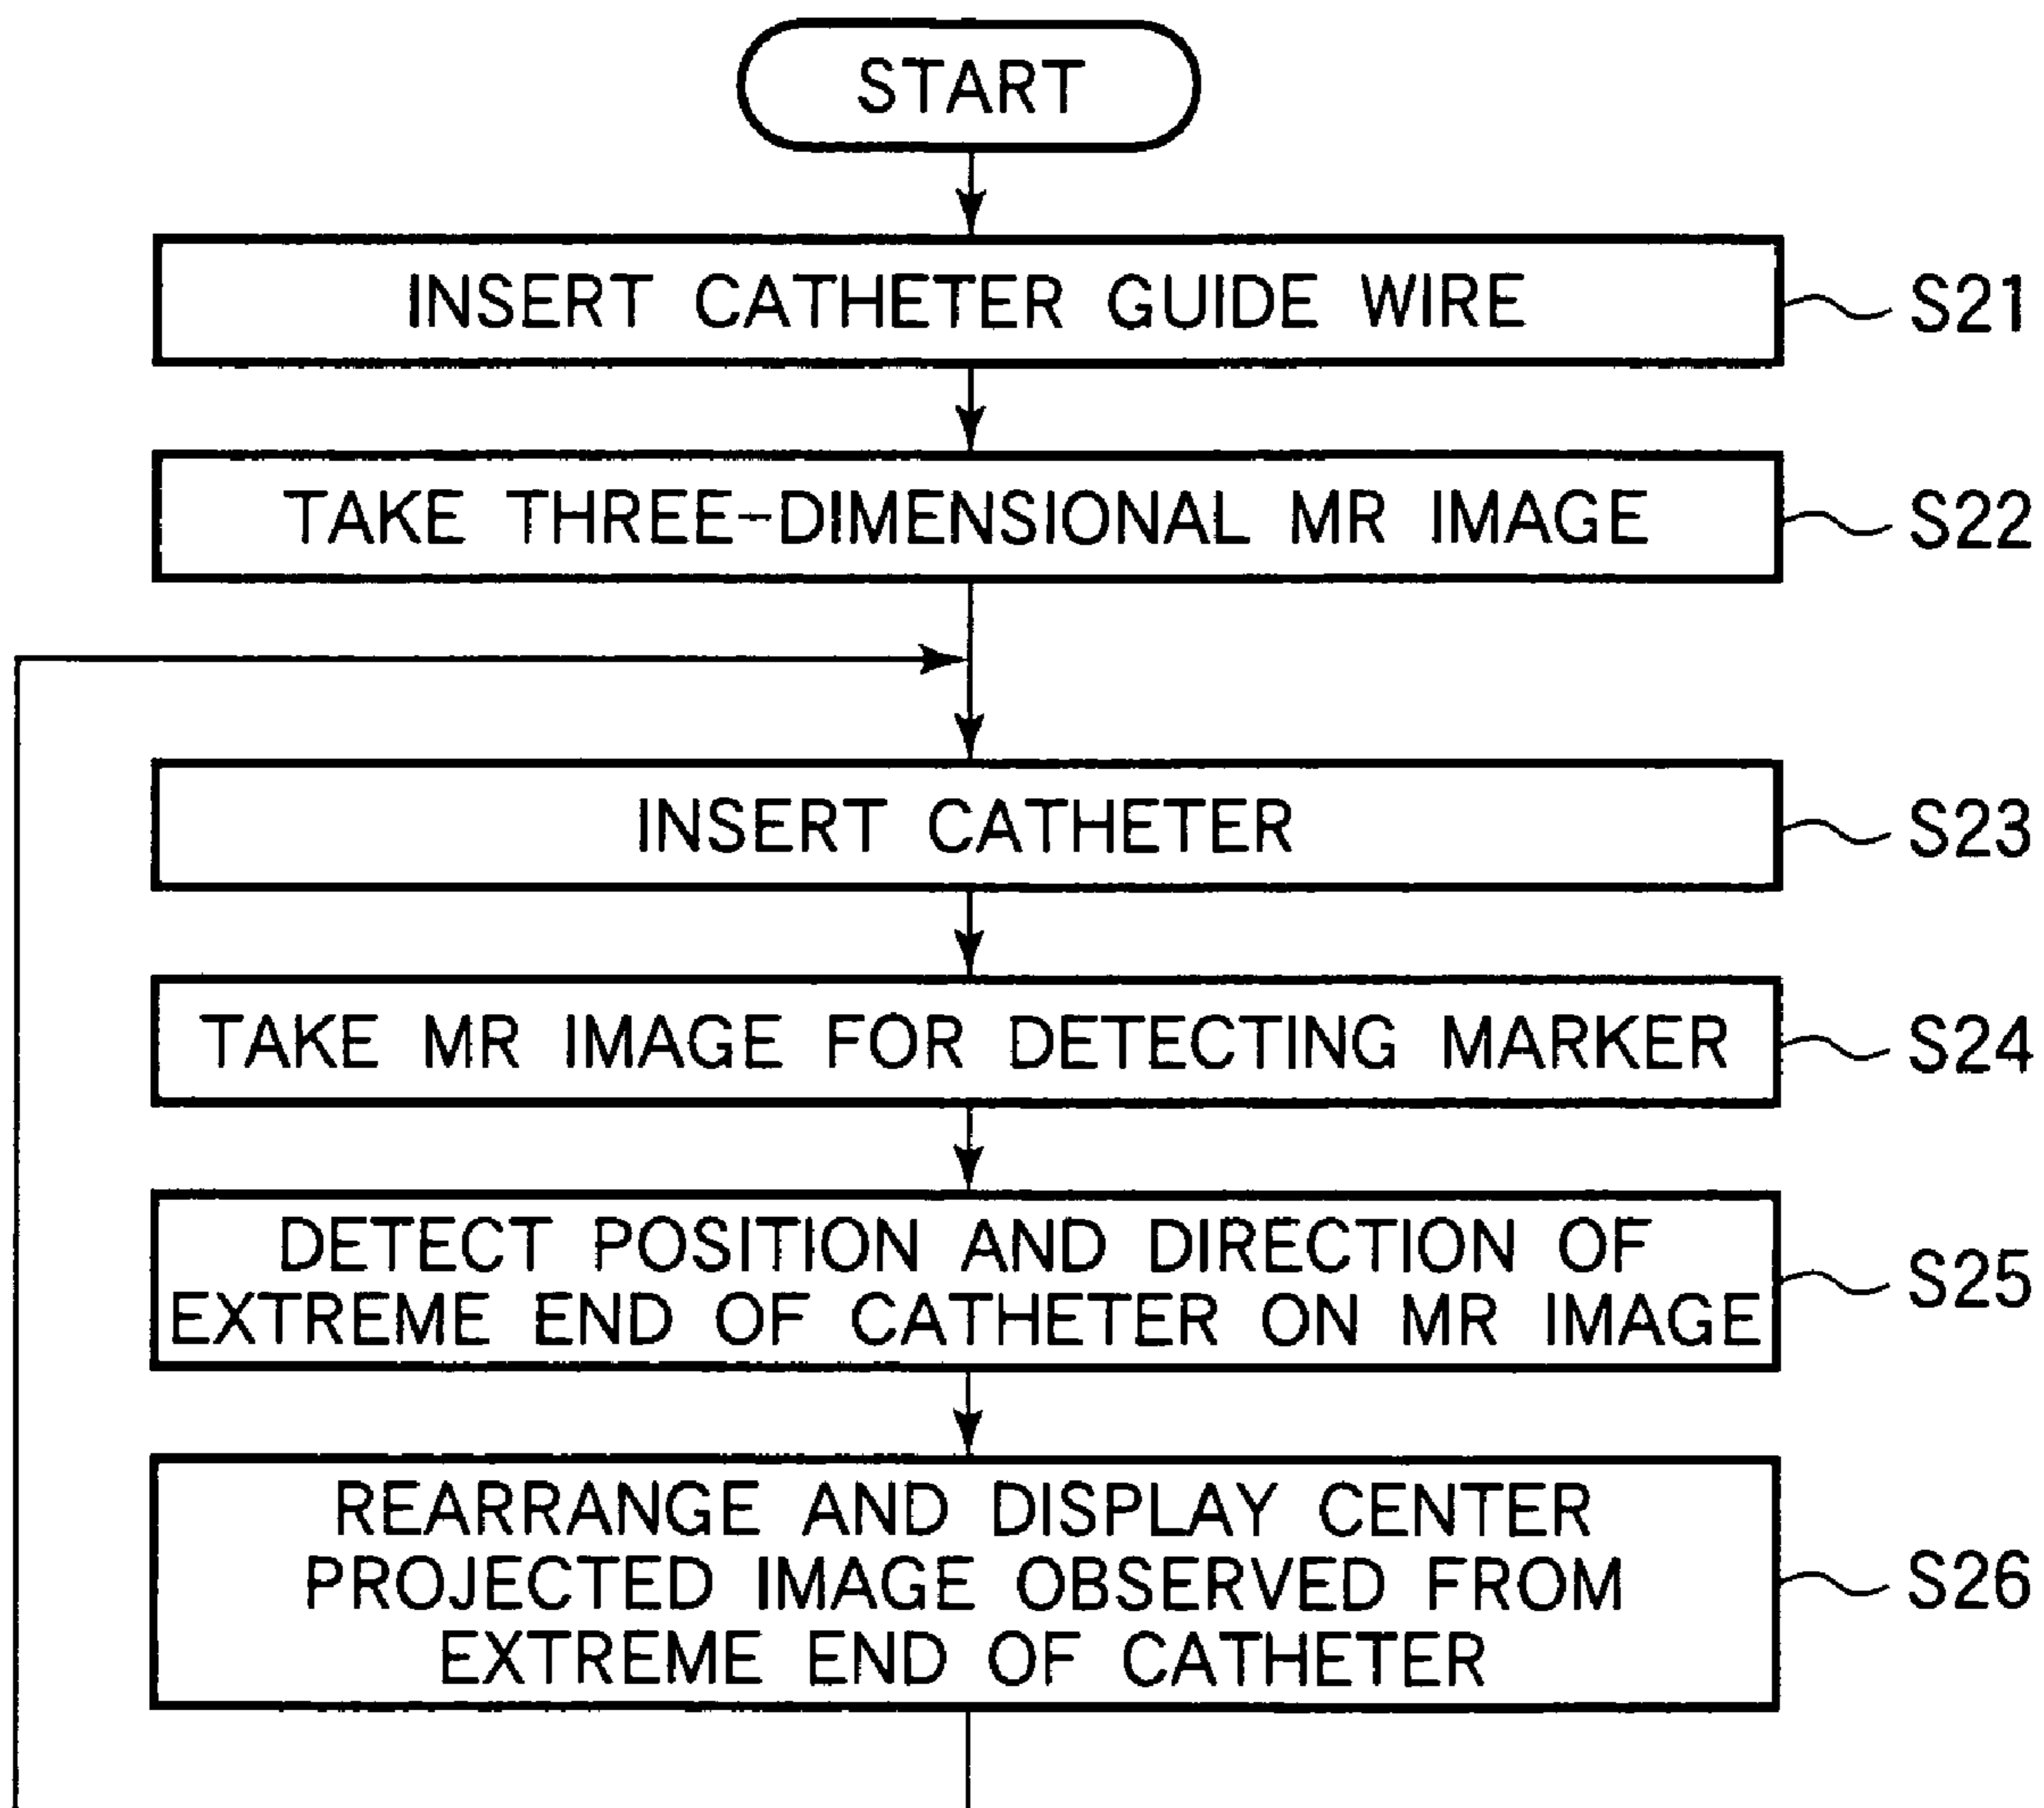 START
INSERT CATHETER GUIDE WIRE
S21
TAKE THREE-DIMENSIONAL MR IMAGE
S22
INSERT CATHETER
S23
TAKE MR IMAGE FOR DETECTING MARKER
S24
DETECT POSITION AND DIRECTION OF
EXTREME END OF CATHETER ON MR IMAGE
S25
REARRANGE AND DISPLAY CENTER
PROJECTED IMAGE OBSERVED FROM
EXTREME END OF CATHETER
S26